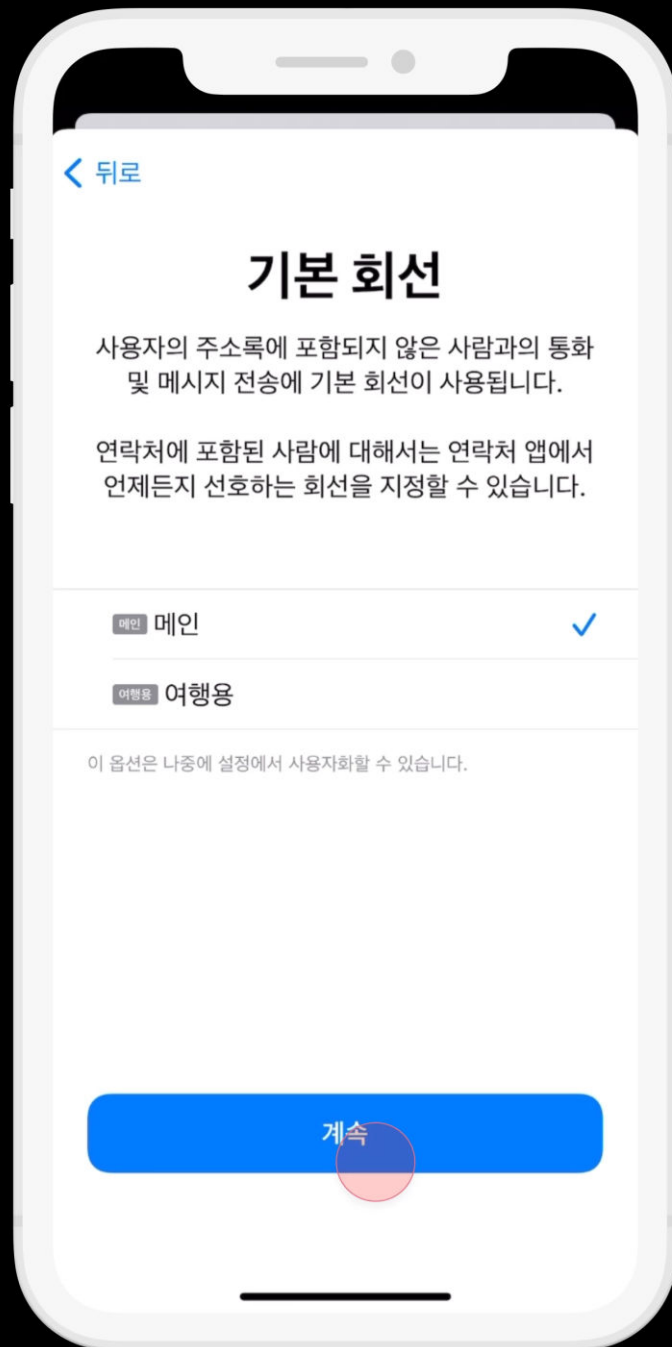 뒤로
기본 회선
사용자의 주소록에 포함되지 않은 사람과의 통화
및 메시지 전송에 기본 회선이 사용됩니다.
연락처에 포함된 사람에 대해서는 연락처 앱에서
언제든지 선호하는 회선을 지정할 수 있습니다.
메인 메인
여행용 여행용
이 옵션은 나중에 설정에서 사용자화할 수 있습니다.
계속